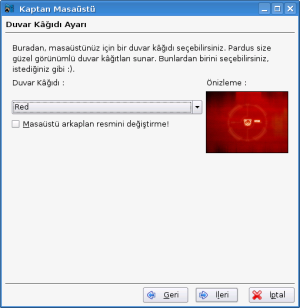 Kaptan Masaüstü
Duvar Kâğıdı Ayarı
Buradan, masaüstünüz için bir duvar kâğıdı seçebilirsiniz. Pardus size
güzel görünümlü duvar kâğıtları sunar. Bunlardan birini seçebilirsiniz,
istediğiniz gibi :).
Duvar Kâğıdı :
Önizleme :
Red
Masaüstü arkaplan resmini değiştirme!
Geri
İleri
İptal